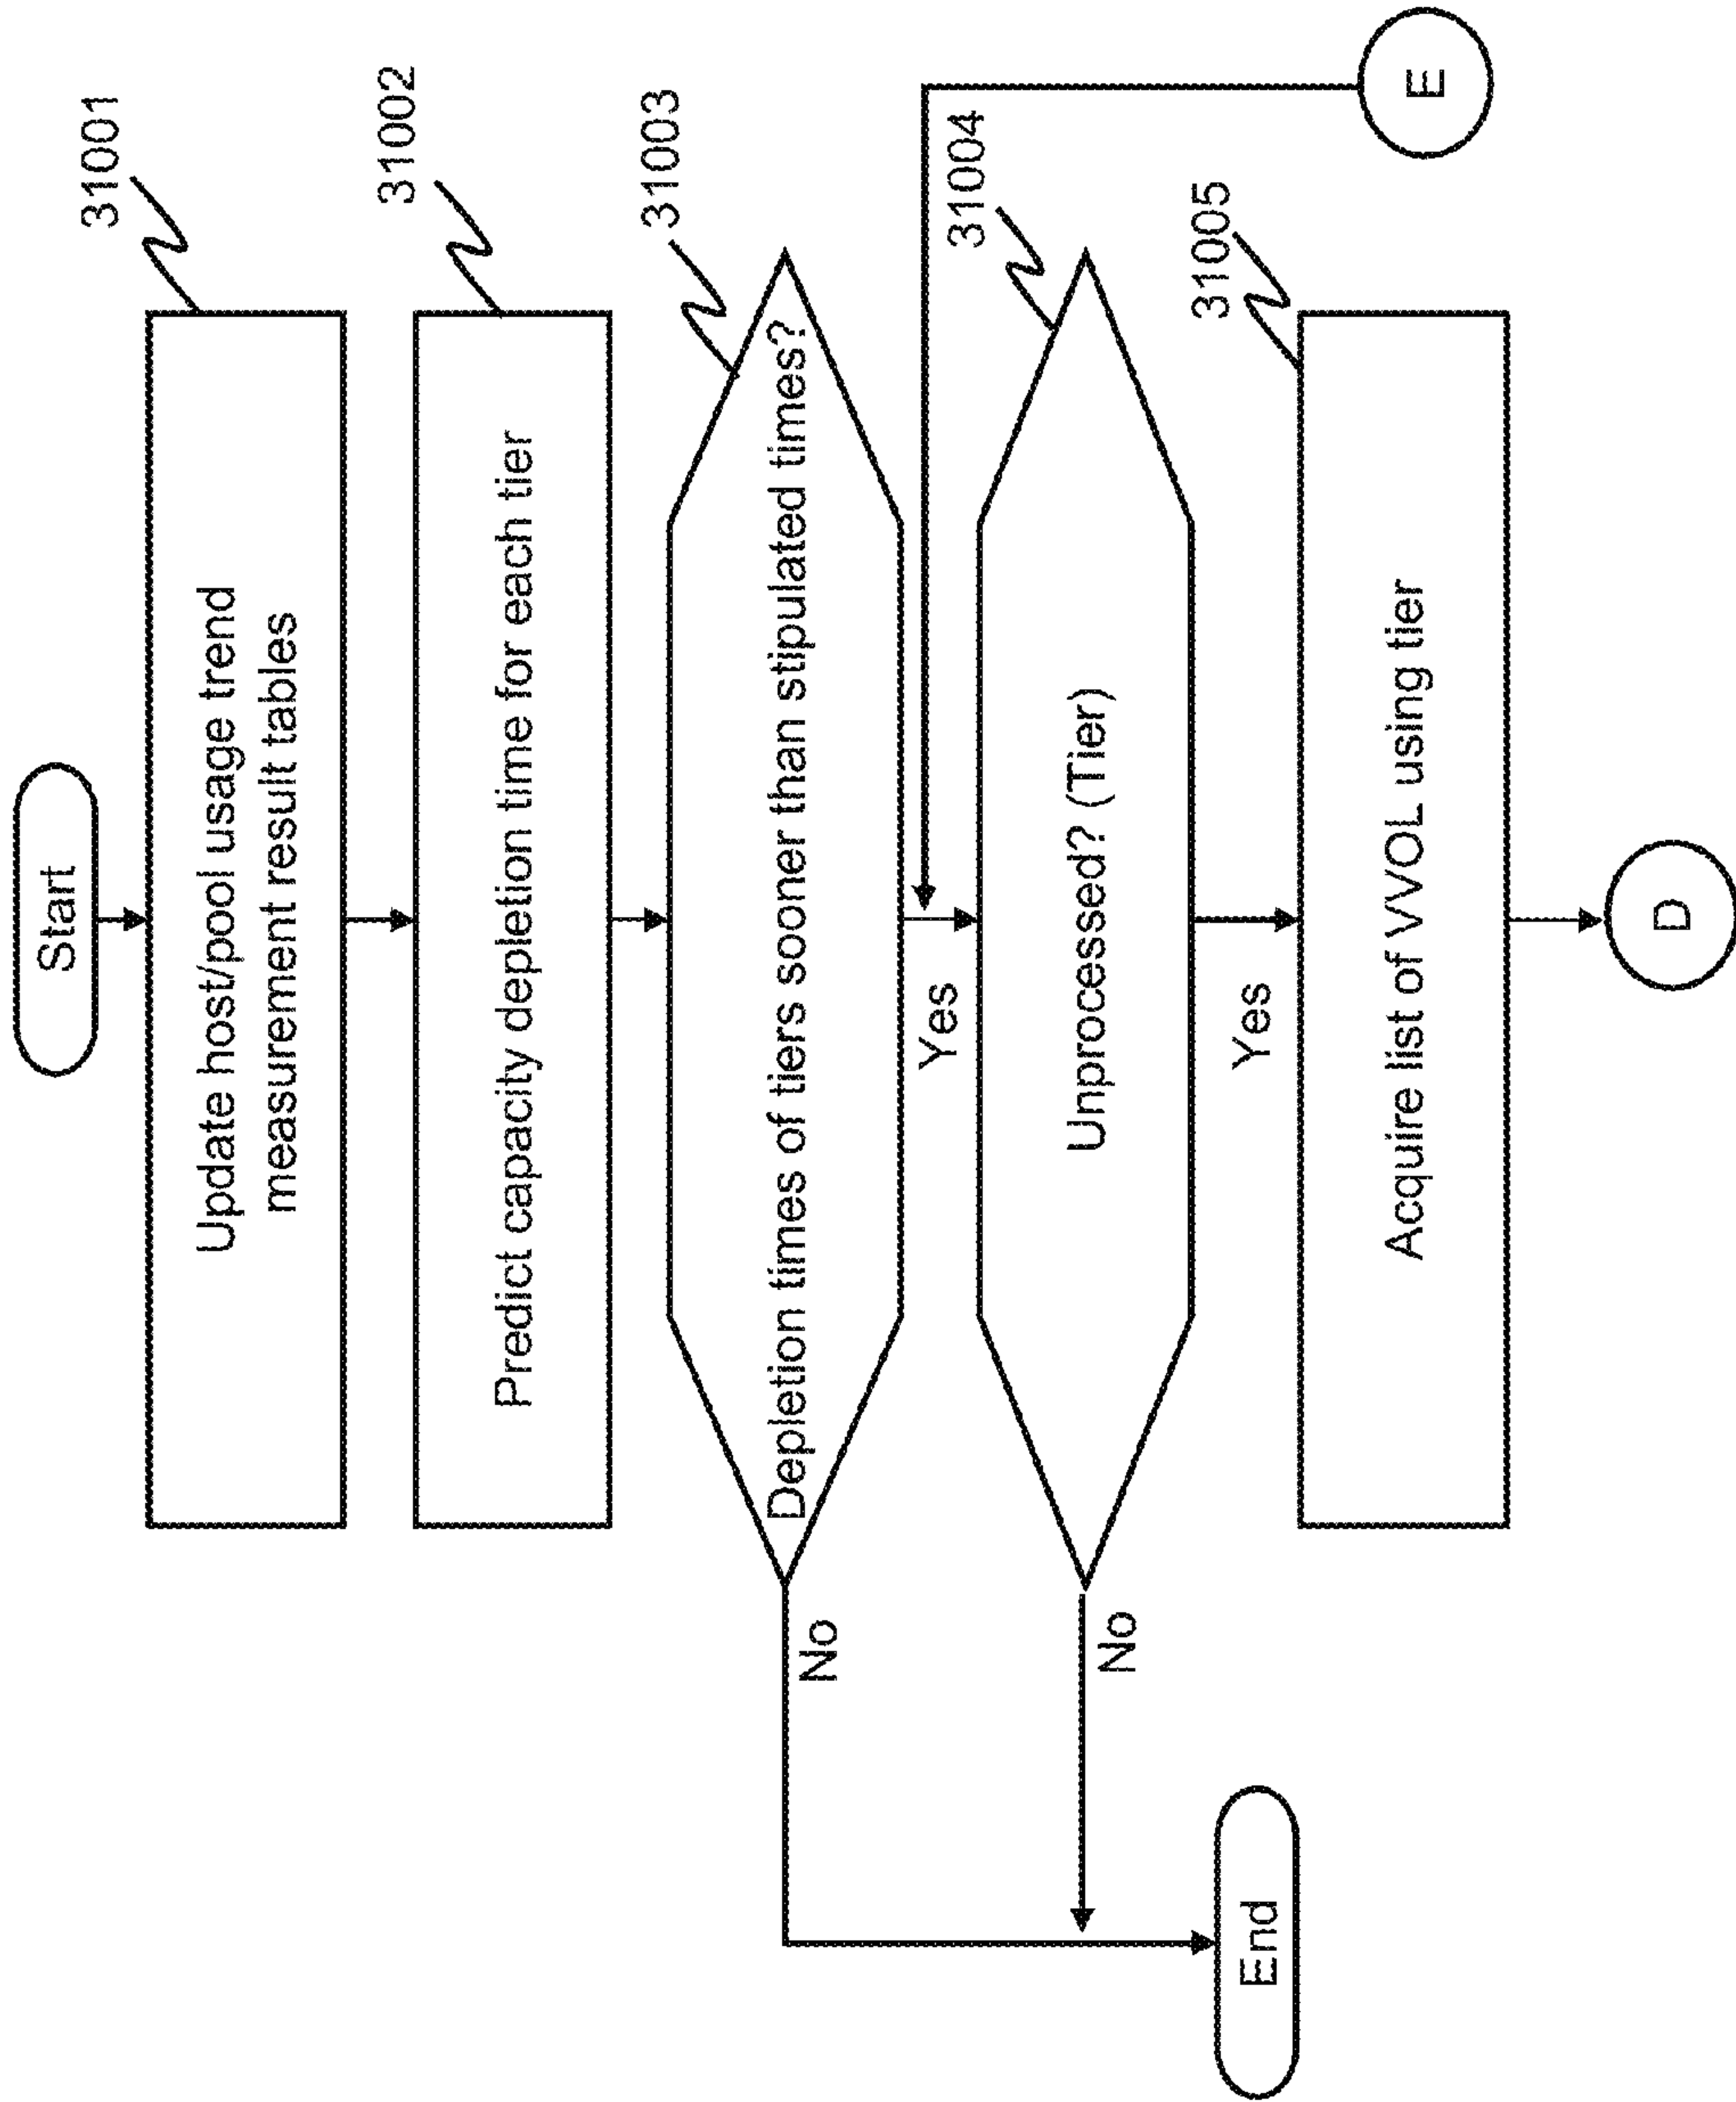 Start
31001
Update host/pool usage trend
measurement result tables
31002
Predict capacity depletion time for each tier
31003
Depletion times of tiers sooner than stipulated times?
No
Yes
E
31004
Unprocessed? (Tier)
No
Yes
31005
Acquire list of VVOL using tier
End
D